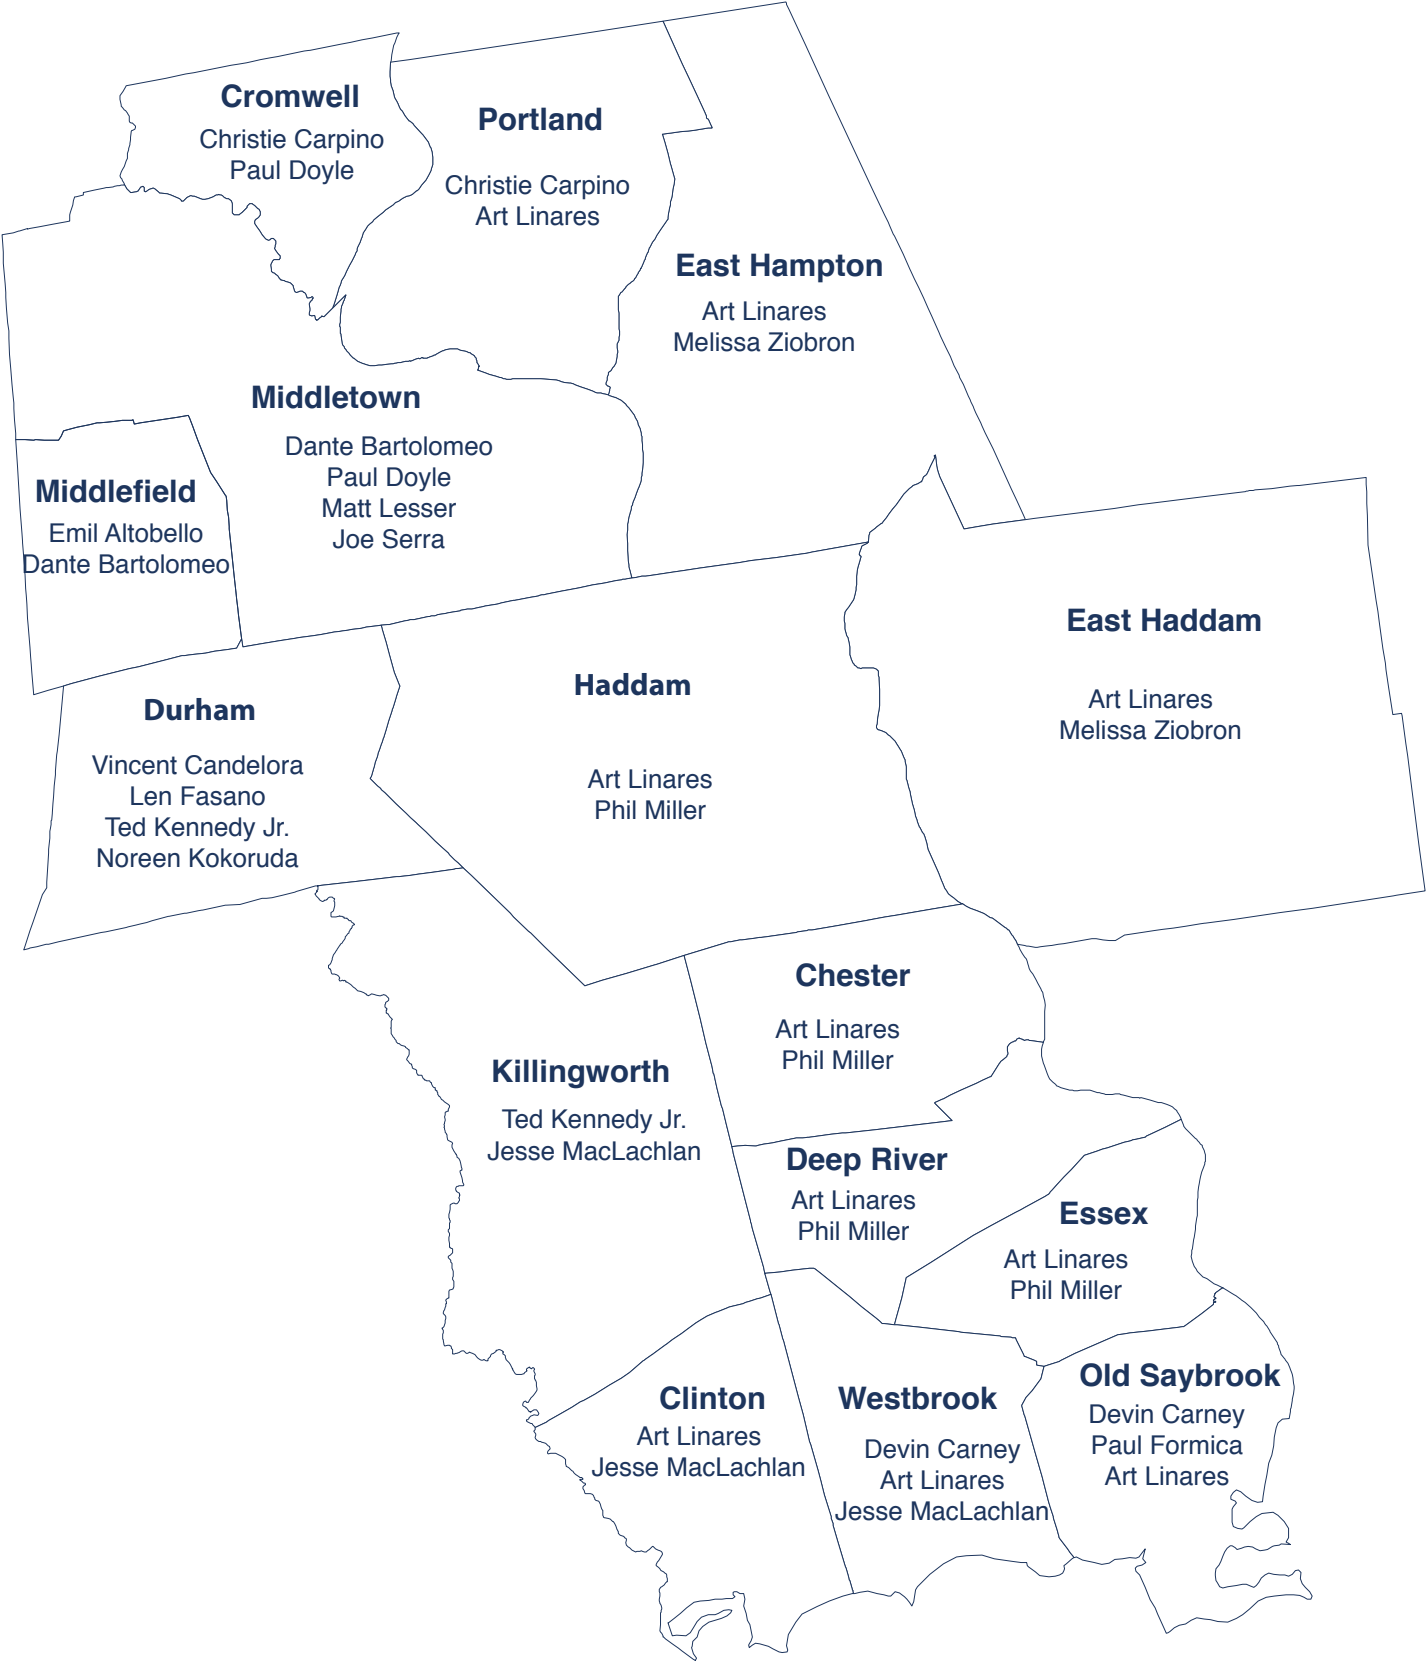 Cromwell
Christie Carpino
Paul Doyle
Portland
Christie Carpino
Art Linares
East Hampton
Art Linares
Melissa Ziobron
Middletown
Dante Bartolomeo
Paul Doyle
Matt Lesser
Joe Serra
Middlefield
Emil Altobello
Dante Bartolomeo
East Haddam
Art Linares
Melissa Ziobron
Haddam
Art Linares
Phil Miller
Durham
Vincent Candelora
Len Fasano
Ted Kennedy Jr.
Noreen Kokoruda
Chester
Art Linares
Phil Miller
Killingworth
Ted Kennedy Jr.
Jesse MacLachlan
Deep River
Art Linares
Phil Miller
Essex
Art Linares
Phil Miller
Clinton
Art Linares
Jesse MacLachlan
Westbrook
Devin Carney
Art Linares
Jesse MacLachlan
Old Saybrook
Devin Carney
Paul Formica
Art Linares